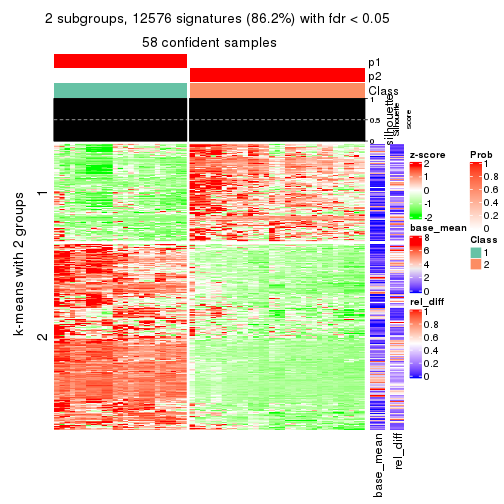 2 subgroups, 12576 signatures (86.2%) with fdr < 0.05
58 confident samples
p1
p2
Class
1
0.5
0
silhouette
Silhouette
score
k-means with 2 groups
1
2
base_mean
rel_diff
z-score
2
1
0
-1
-2
base_mean
8
6
4
2
0
rel_diff
1
0.8
0.6
0.4
0.2
0
Prob
1
0.8
0.6
0.4
0.2
0
Class
1
2